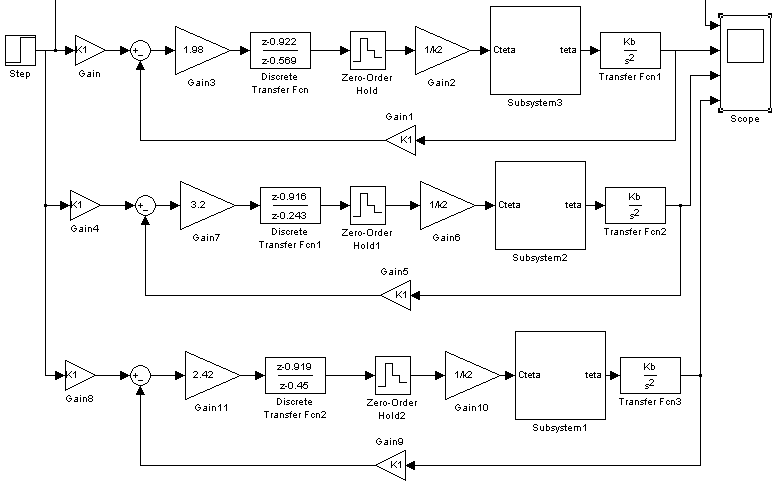 Step
K1
Gain
+
-
1.98
Gain3
z-0.922
z-0.569
Discrete
Transfer Fcn
Zero-Order
Hold
1/k2
Gain2
Cteta
teta
Subsystem3
Kb
s2
Transfer Fcn1
Scope
Gain1
K1
K1
Gain4
+
-
3.2
Gain7
z-0.916
z-0.243
Discrete
Transfer Fcn1
Zero-Order
Hold1
1/k2
Gain6
Cteta
teta
Subsystem2
Kb
s2
Transfer Fcn2
Gain5
K1
K1
Gain8
+
-
2.42
Gain11
z-0.919
z-0.45
Discrete
Transfer Fcn2
Zero-Order
Hold2
1/k2
Gain10
Cteta
teta
Subsystem1
Kb
s2
Transfer Fcn3
Gain9
K1